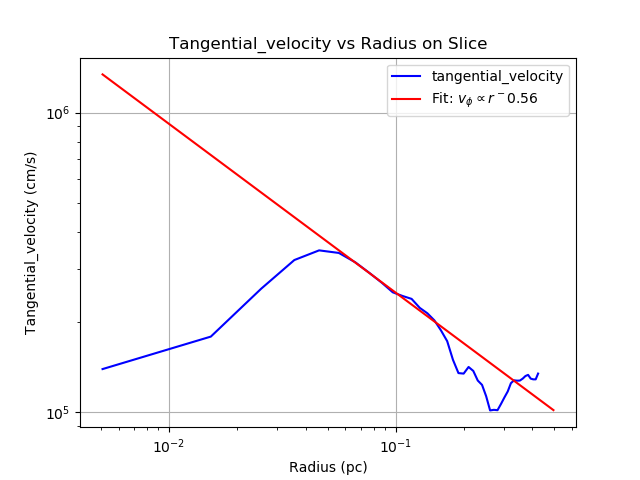 Tangential_velocity vs Radius on Slice
tangential_velocity
Fit: $v_\phi \propto r^-0.56$
10^6
10^5
Tangential_velocity (cm/s)
10^{-2}
10^{-1}
Radius (pc)